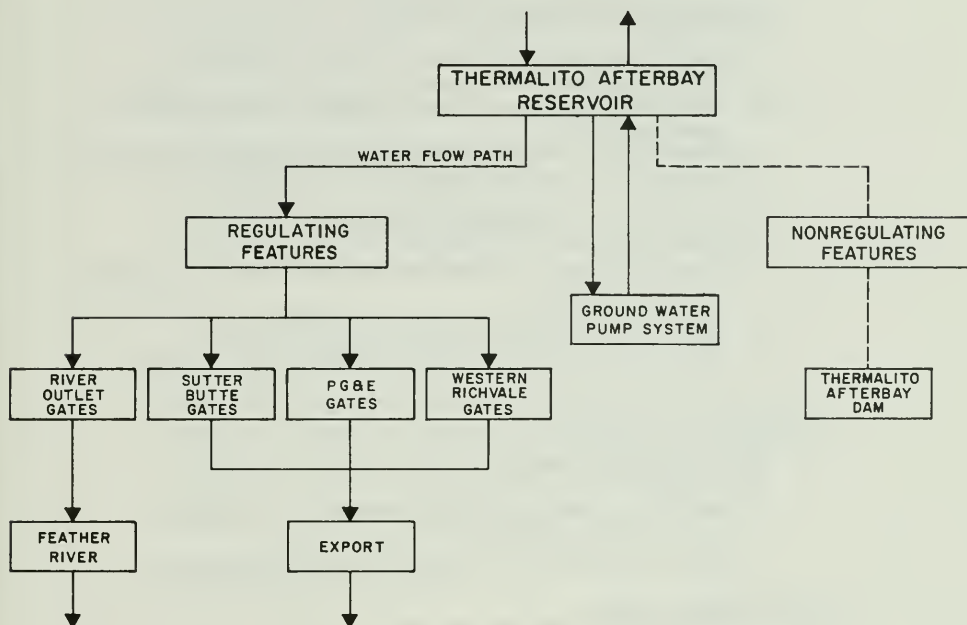 THERMALITO AFTERBAY
RESERVOIR
WATER FLOW PATH
REGULATING
FEATURES
NONREGULATING
FEATURES
GROUND WATER
PUMP SYSTEM
RIVER
OUTLET
GATES
SUTTER
BUTTE
GATES
PG&E
GATES
WESTERN
RICHVALE
GATES
THERMALITO
AFTERBAY
DAM
FEATHER
RIVER
EXPORT